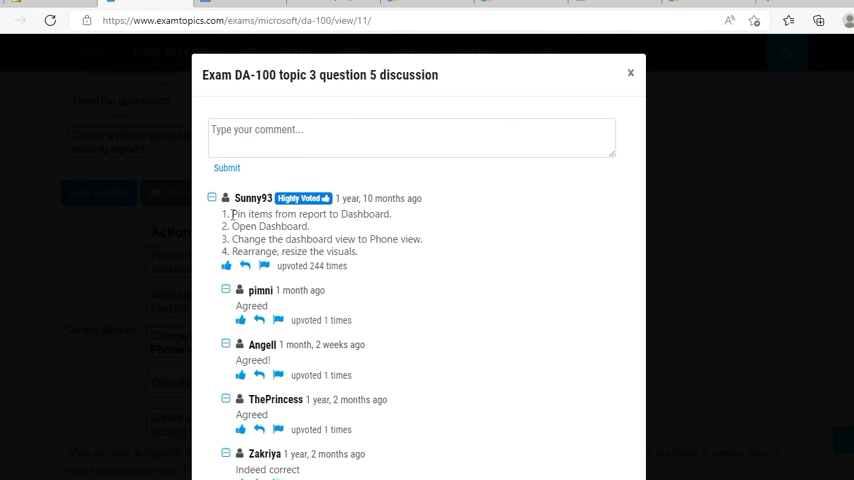 https://www.examtopics.com/exams/microsoft/da-100/view/11/
Open the dashboard
Create a phone layout for
existing reports.
Hide Solution
Exam DA-100 topic 3 question 5 discussion
x
Type your comment...
Submit
Sunny93 Highly Voted 1 year, 10 months ago
1. Pin items from report to Dashboard.
2. Open Dashboard.
3. Change the dashboard view to Phone view.
4. Rearrange, resize the visuals.
upvoted 244 times
pimni 1 month ago
Agreed
upvoted 1 times
Angell 1 month, 2 weeks ago
Agreed!
upvoted 1 times
ThePrincess 1 year, 2 months ago
Agreed
upvoted 1 times
Zakriya 1 year, 2 months ago
Indeed correct
Action
Correct Answer: